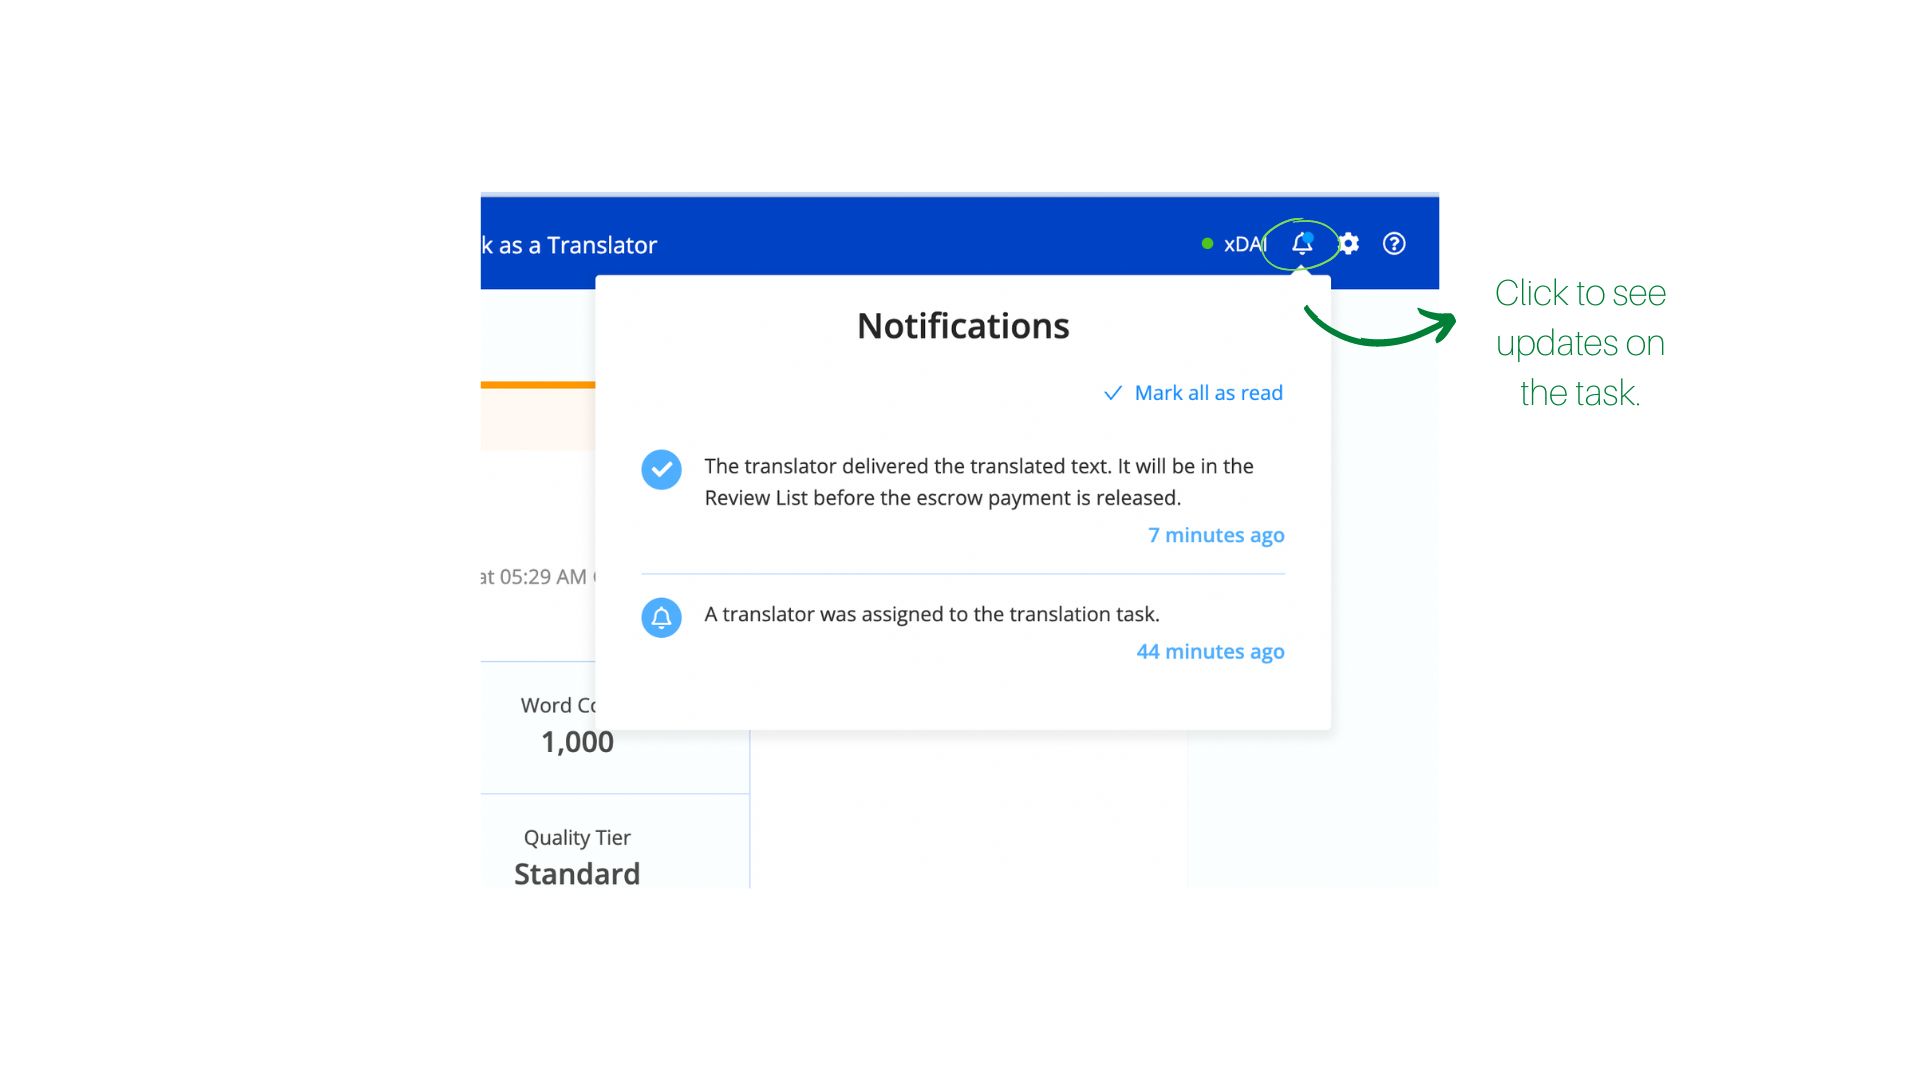 k as a Translator
xDAI
Notifications
Mark all as read
The translator delivered the translated text. It will be in the
Review List before the escrow payment is released.
7 minutes ago
A translator was assigned to the translation task.
44 minutes ago
Click to see
updates on
the task.
at 05:29 AM
Word Co
1,000
Quality Tier
Standard